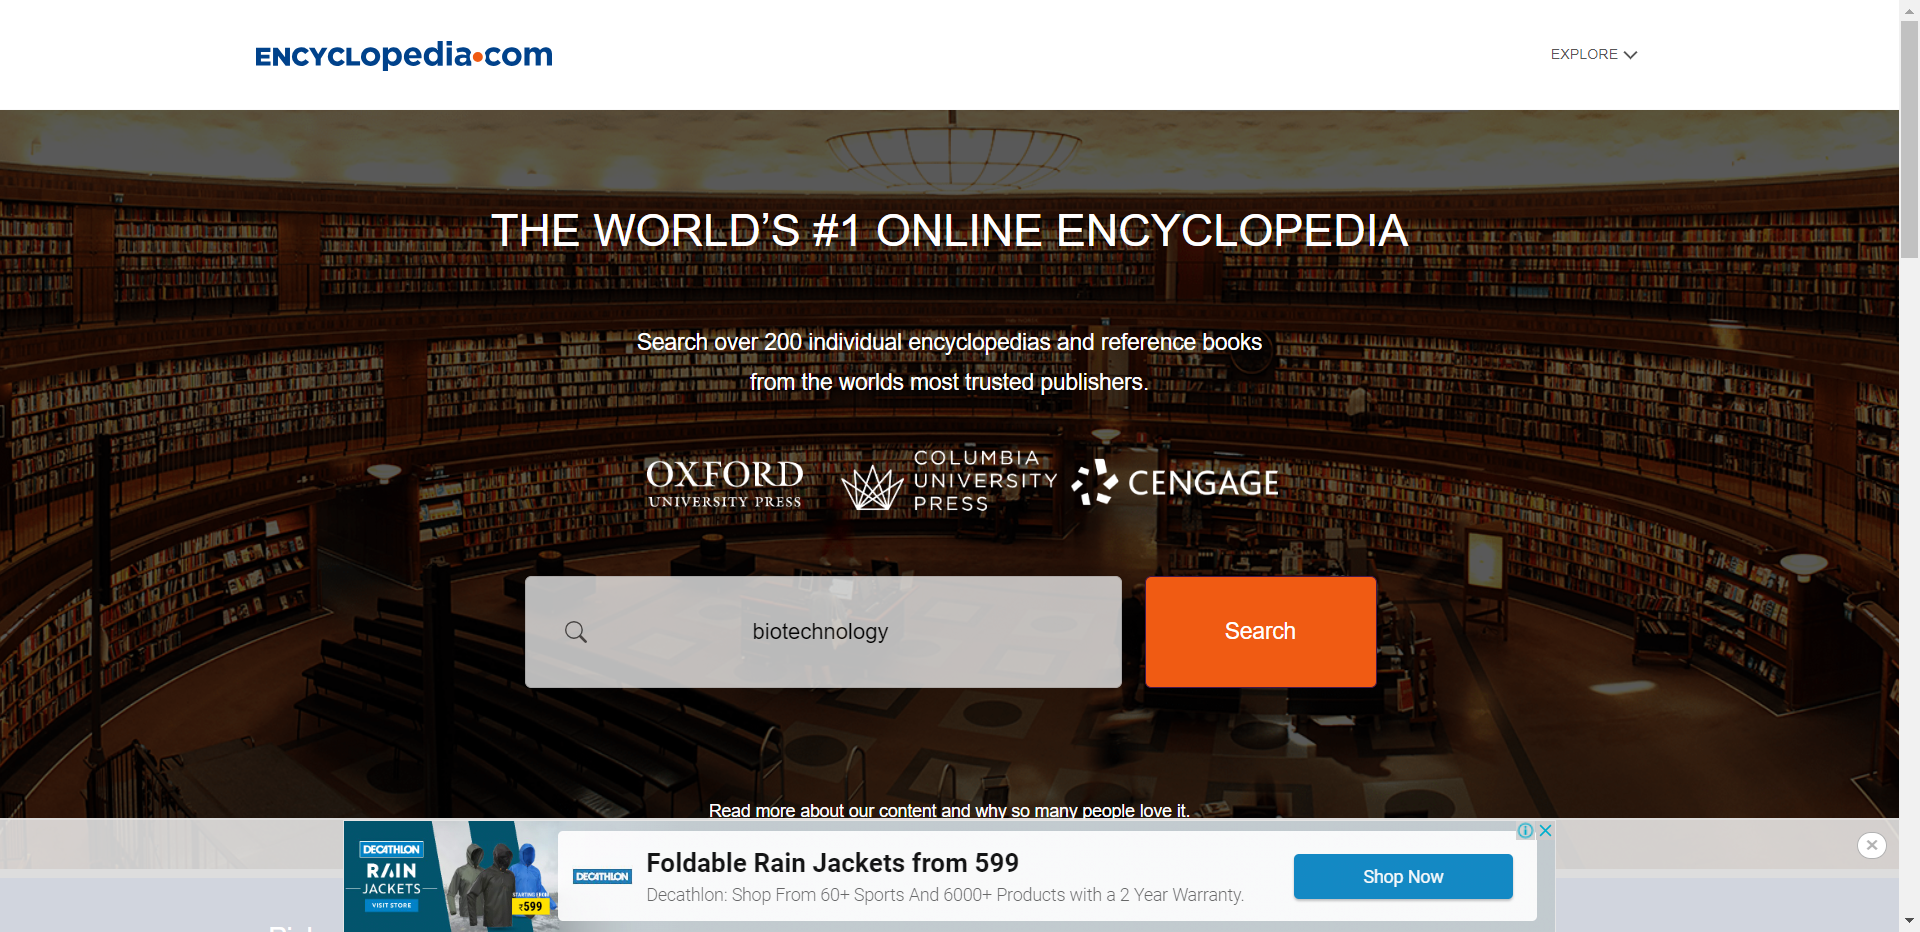 ENCYCLopedia.com
EXPLORE
THE WORLD’S #1 ONLINE ENCYCLOPEDIA
Search over 200 individual encyclopedias and reference books
from the worlds most trusted publishers.
OXFORD
UNIVERSITY PRESS
COLUMBIA
UNIVERSITY
PRESS
CENGAGE
biotechnology
Search
Read more about our content and why so many people love it.
DECATHLON
RAIN
JACKETS
VISIT STORE
STARTING FROM
₹599
DECATHLON
Foldable Rain Jackets from 599
Decathlon: Shop From 60+ Sports And 6000+ Products with a 2 Year Warranty.
Shop Now